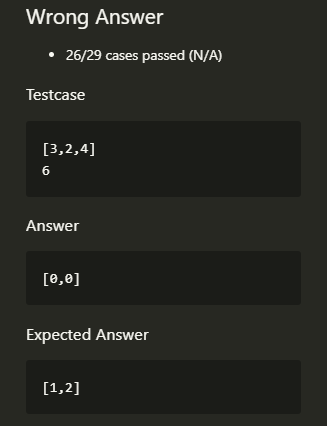 Wrong Answer
• 26/29 cases passed (N/A)
Testcase
[3,2,4]
6
Answer
[0,0]
Expected Answer
[1,2]